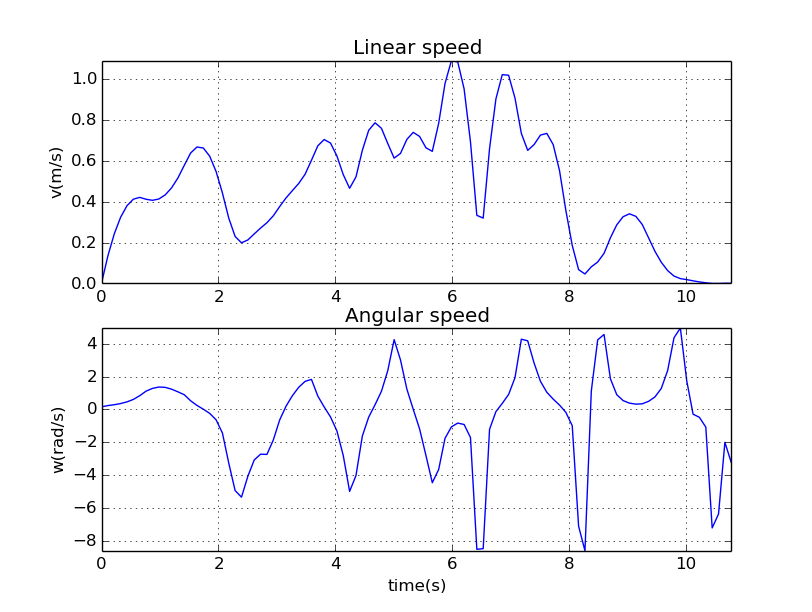 Linear speed
v(m/s)
1.0
0.8
0.6
0.4
0.2
0.0
0 2 4 6 8 10
Angular speed
w(rad/s)
4
2
0
−2
−4
−6
−8
0 2 4 6 8 10
time(s)